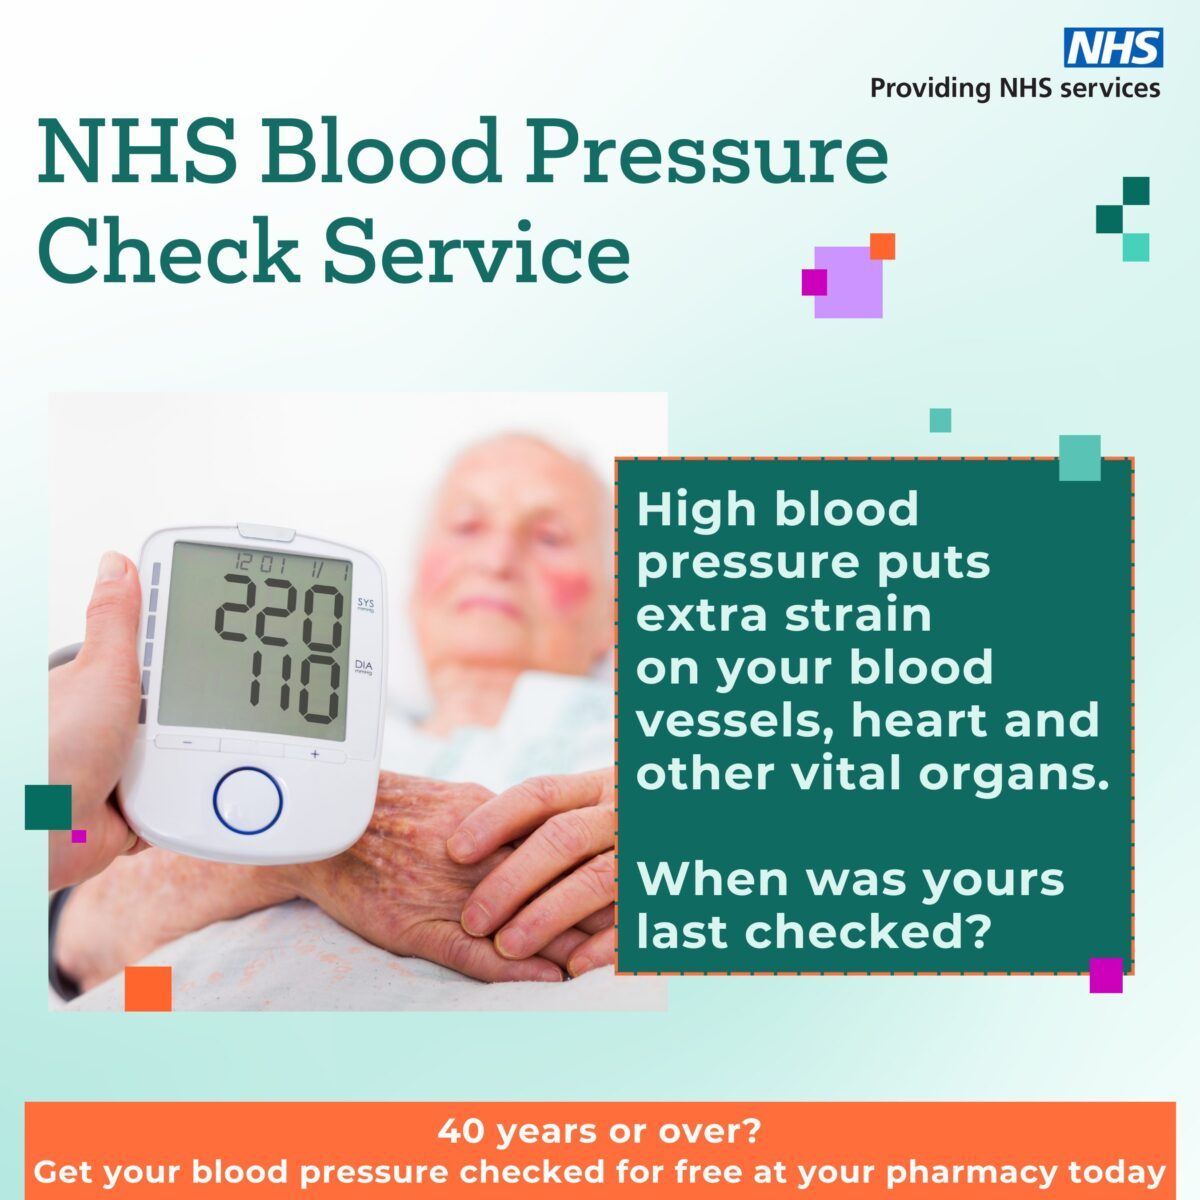 NHS
Providing NHS services
NHS Blood Pressure
Check Service
12 01 1/ 1
220
SYS
mmHg
110
DIA
mmHg
− +
High blood
pressure puts
extra strain
on your blood
vessels, heart and
other vital organs.
When was yours
last checked?
40 years or over?
Get your blood pressure checked for free at your pharmacy today